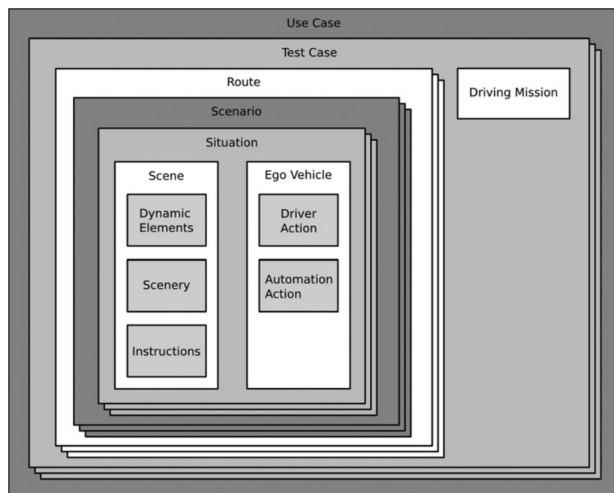 Use Case
Test Case
Route
Driving Mission
Scenario
Situation
Scene
Ego Vehicle
Dynamic
Elements
Driver
Action
Scenery
Automation
Action
Instructions